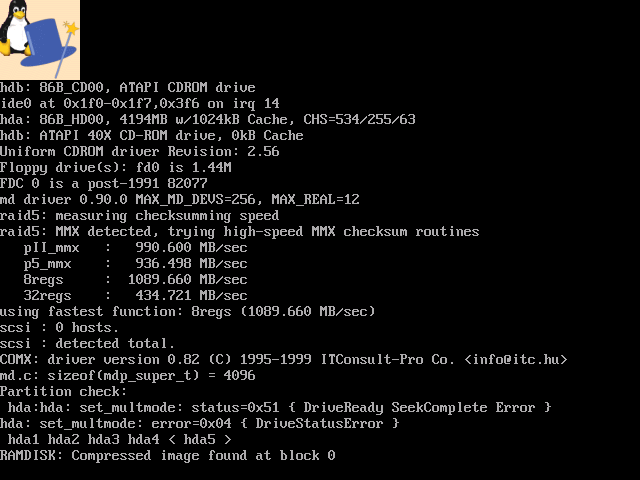 hdb: 86B_CD00, ATAPI CDROM drive
ide0 at 0x1f0-0x1f7,0x3f6 on irq 14
hda: 86B_HD00, 4194MB w/1024kB Cache, CHS=534/255/63
hdb: ATAPI 40X CD-ROM drive, 0kB Cache
Uniform CDROM driver Revision: 2.56
Floppy drive(s): fd0 is 1.44M
FDC 0 is a post-1991 82077
md driver 0.90.0 MAX_MD_DEVS=256, MAX_REAL=12
raid5: measuring checksumming speed
raid5: MMX detected, trying high-speed MMX checksum routines
   pII_mmx   :   990.600 MB/sec
   p5_mmx    :   936.498 MB/sec
   8regs     :  1089.660 MB/sec
   32regs    :   434.721 MB/sec
using fastest function: 8regs (1089.660 MB/sec)
scsi : 0 hosts.
scsi : detected total.
COMX: driver version 0.82 (C) 1995-1999 ITConsult-Pro Co. <info@itc.hu>
md.c: sizeof(mdp_super_t) = 4096
Partition check:
 hda:hda: set_multmode: status=0x51 { DriveReady SeekComplete Error }
hda: set_multmode: error=0x04 { DriveStatusError }
 hda1 hda2 hda3 hda4 < hda5 >
RAMDISK: Compressed image found at block 0